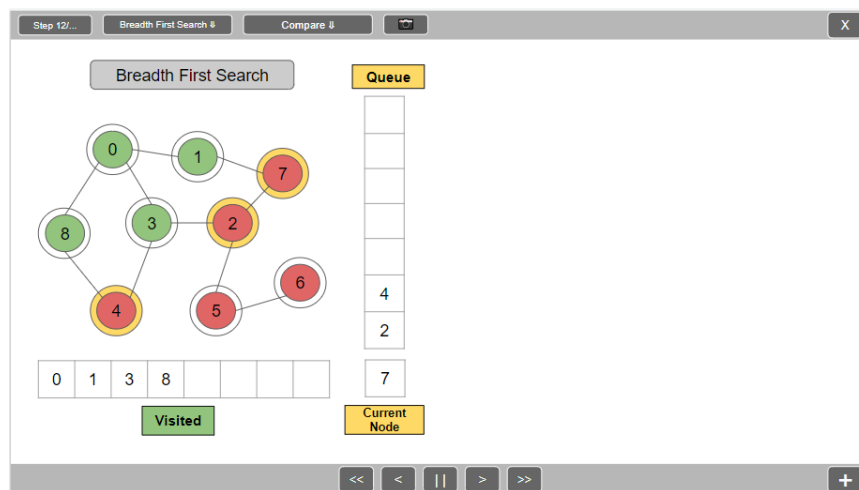 Step 12/... Breadth First Search ⇓ Compare ⇓ X
Breadth First Search
Queue
0
1
7
3
2
8
6
4
5
4
2
7
0 1 3 8
Visited
Current
Node
<< < || > >> +